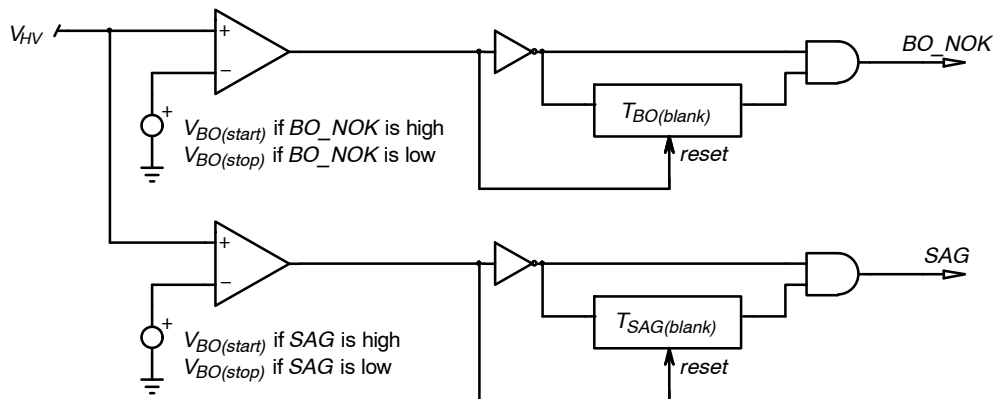 V_HV
+
−
BO_NOK
T_BO(blank)
reset
+
V_BO(start) if BO_NOK is high
V_BO(stop) if BO_NOK is low
+
−
SAG
T_SAG(blank)
reset
+
V_BO(start) if SAG is high
V_BO(stop) if SAG is low